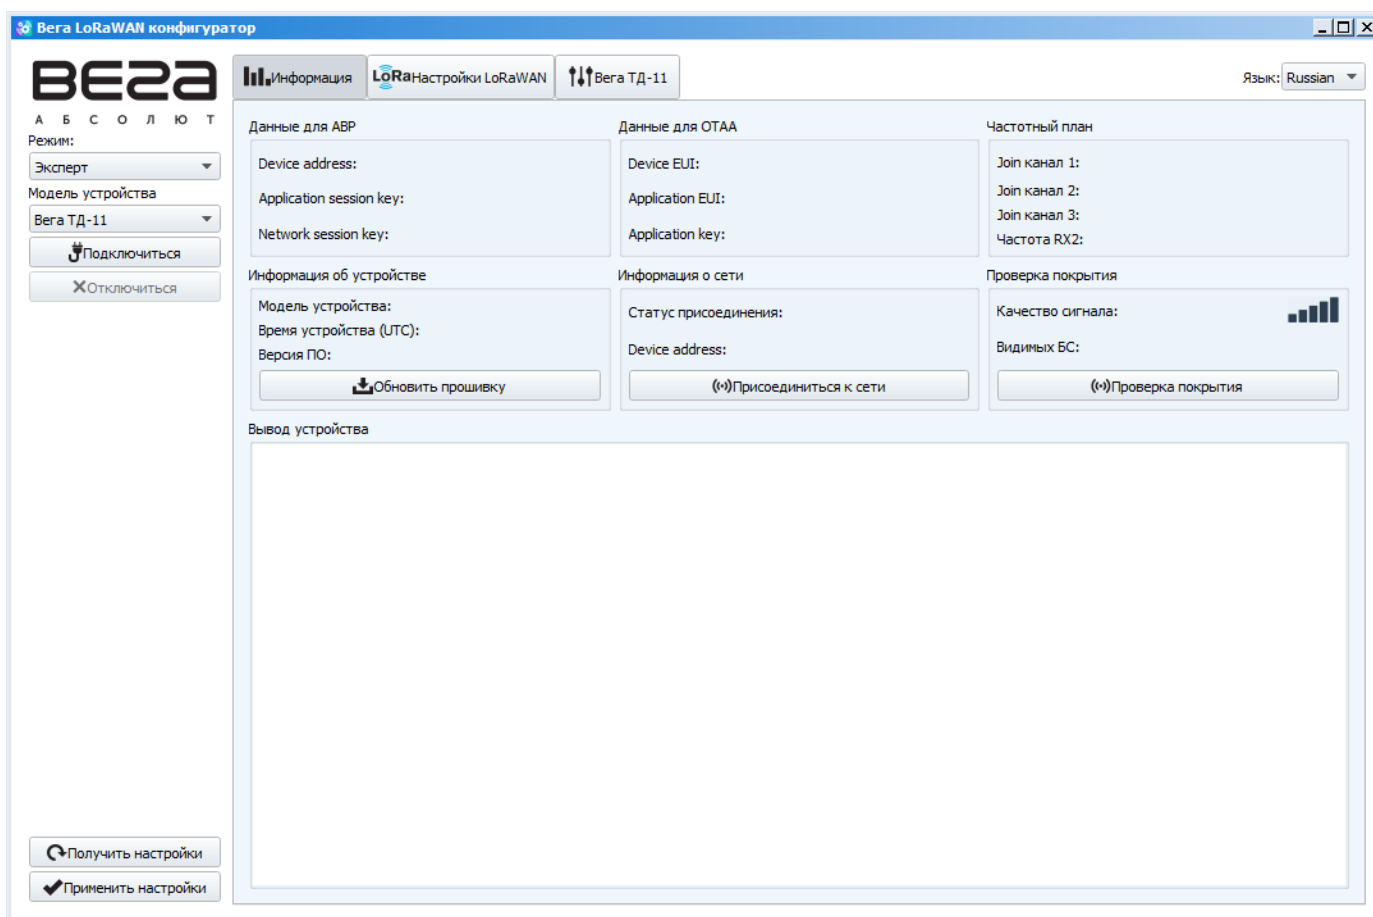 Вега LoRaWAN конфигуратор
ВЕГА
АБСОЛЮТ
Режим:
Эксперт
Модель устройства
Вега ТД-11
Подключиться
Отключиться
Получить настройки
Применить настройки
Информация
LoRa Настройки LoRaWAN
Вега ТД-11
Язык: Russian
Данные для ABP
Device address:
Application session key:
Network session key:
Данные для OTAA
Device EUI:
Application EUI:
Application key:
Частотный план
Join канал 1:
Join канал 2:
Join канал 3:
Частота RX2:
Информация об устройстве
Модель устройства:
Время устройства (UTC):
Версия ПО:
Обновить прошивку
Информация о сети
Статус присоединения:
Device address:
Присоединиться к сети
Проверка покрытия
Качество сигнала:
Видимых БС:
Проверка покрытия
Вывод устройства